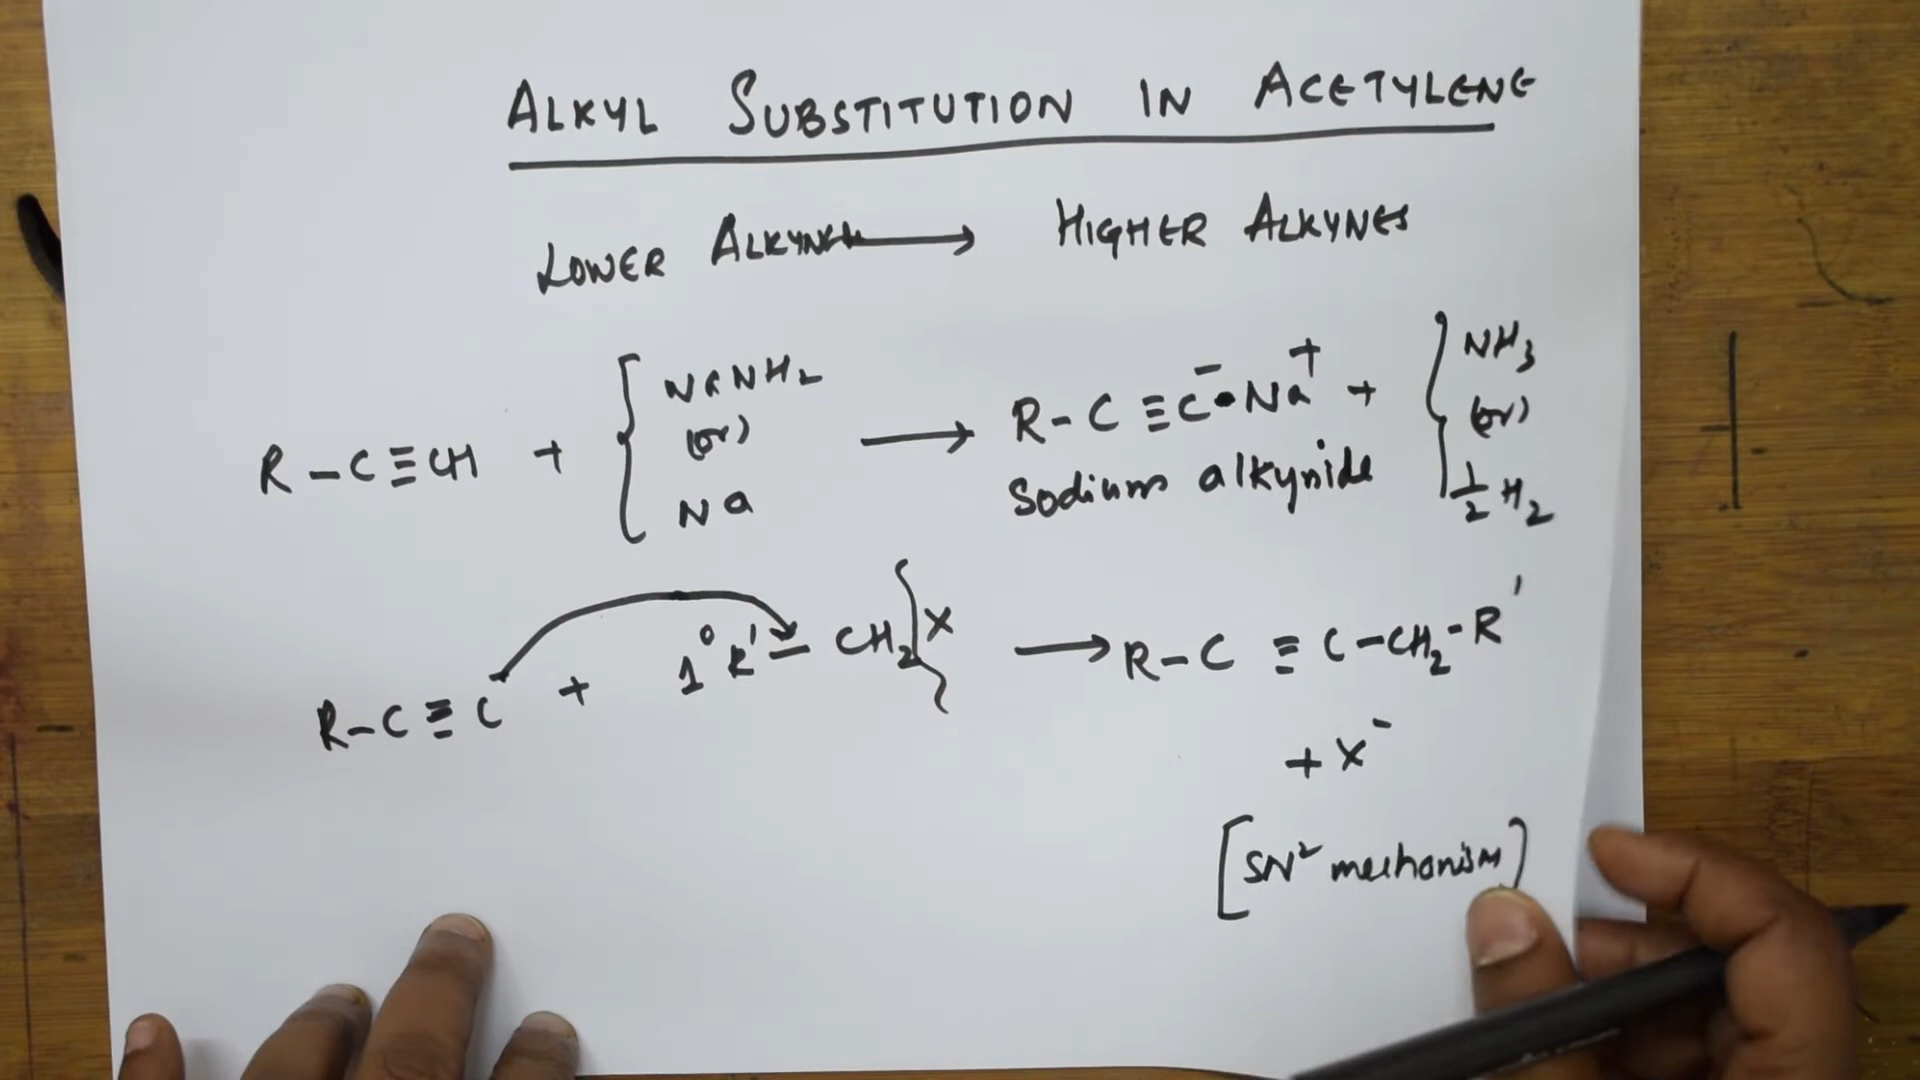 ALKYL SUBSTITUTION IN ACETYLENE
LOWER ALKYNE → HIGHER ALKYNES
R-C≡CH + { NaNH₂ (or) Na → R-C≡C⁻Na⁺ + { NH₃ (or) ½H₂
Sodium alkynide
R-C≡C + 1° R'-CH₂ X → R-C≡C-CH₂-R'
+ X⁻
[SN² mechanism]